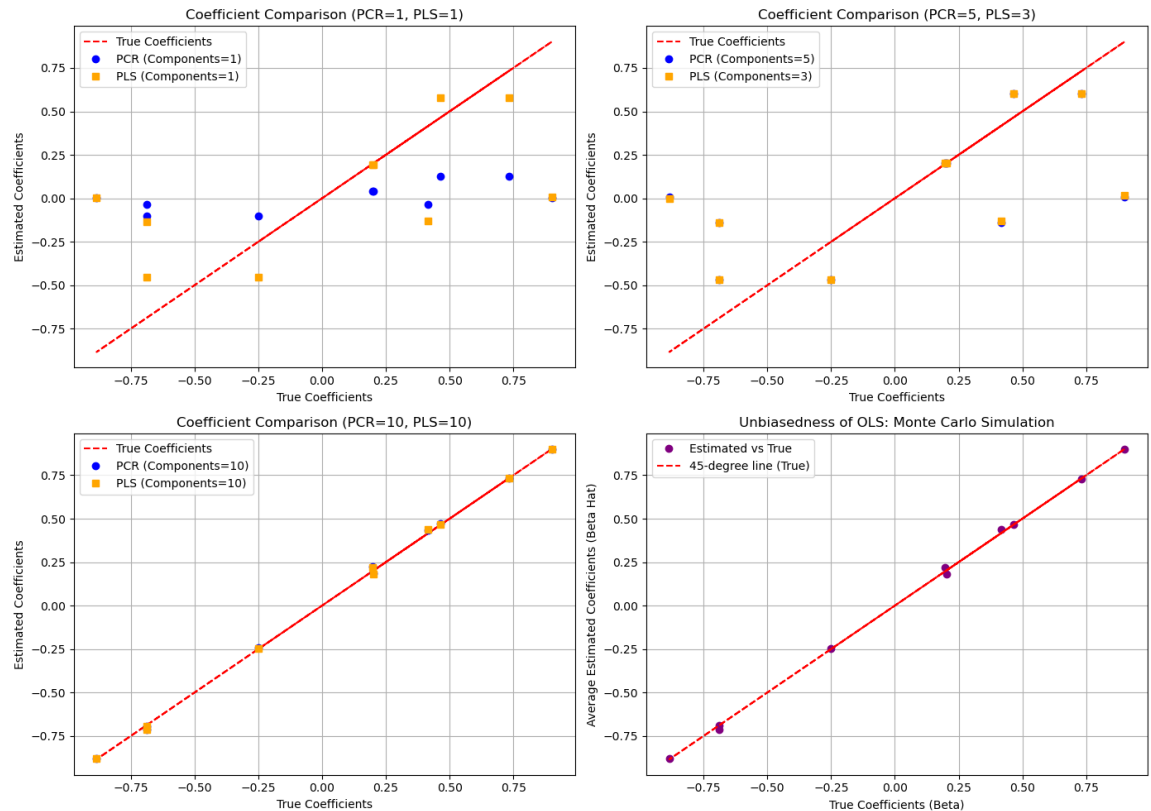 Coefficient Comparison (PCR=1, PLS=1)
True Coefficients
PCR (Components=1)
PLS (Components=1)
Estimated Coefficients
0.75
0.50
0.25
0.00
−0.25
−0.50
−0.75
−0.75 −0.50 −0.25 0.00 0.25 0.50 0.75
True Coefficients
Coefficient Comparison (PCR=5, PLS=3)
True Coefficients
PCR (Components=5)
PLS (Components=3)
Estimated Coefficients
0.75
0.50
0.25
0.00
−0.25
−0.50
−0.75
−0.75 −0.50 −0.25 0.00 0.25 0.50 0.75
True Coefficients
Coefficient Comparison (PCR=10, PLS=10)
True Coefficients
PCR (Components=10)
PLS (Components=10)
Estimated Coefficients
0.75
0.50
0.25
0.00
−0.25
−0.50
−0.75
−0.75 −0.50 −0.25 0.00 0.25 0.50 0.75
True Coefficients
Unbiasedness of OLS: Monte Carlo Simulation
Estimated vs True
45-degree line (True)
Average Estimated Coefficients (Beta Hat)
0.75
0.50
0.25
0.00
−0.25
−0.50
−0.75
−0.75 −0.50 −0.25 0.00 0.25 0.50 0.75
True Coefficients (Beta)